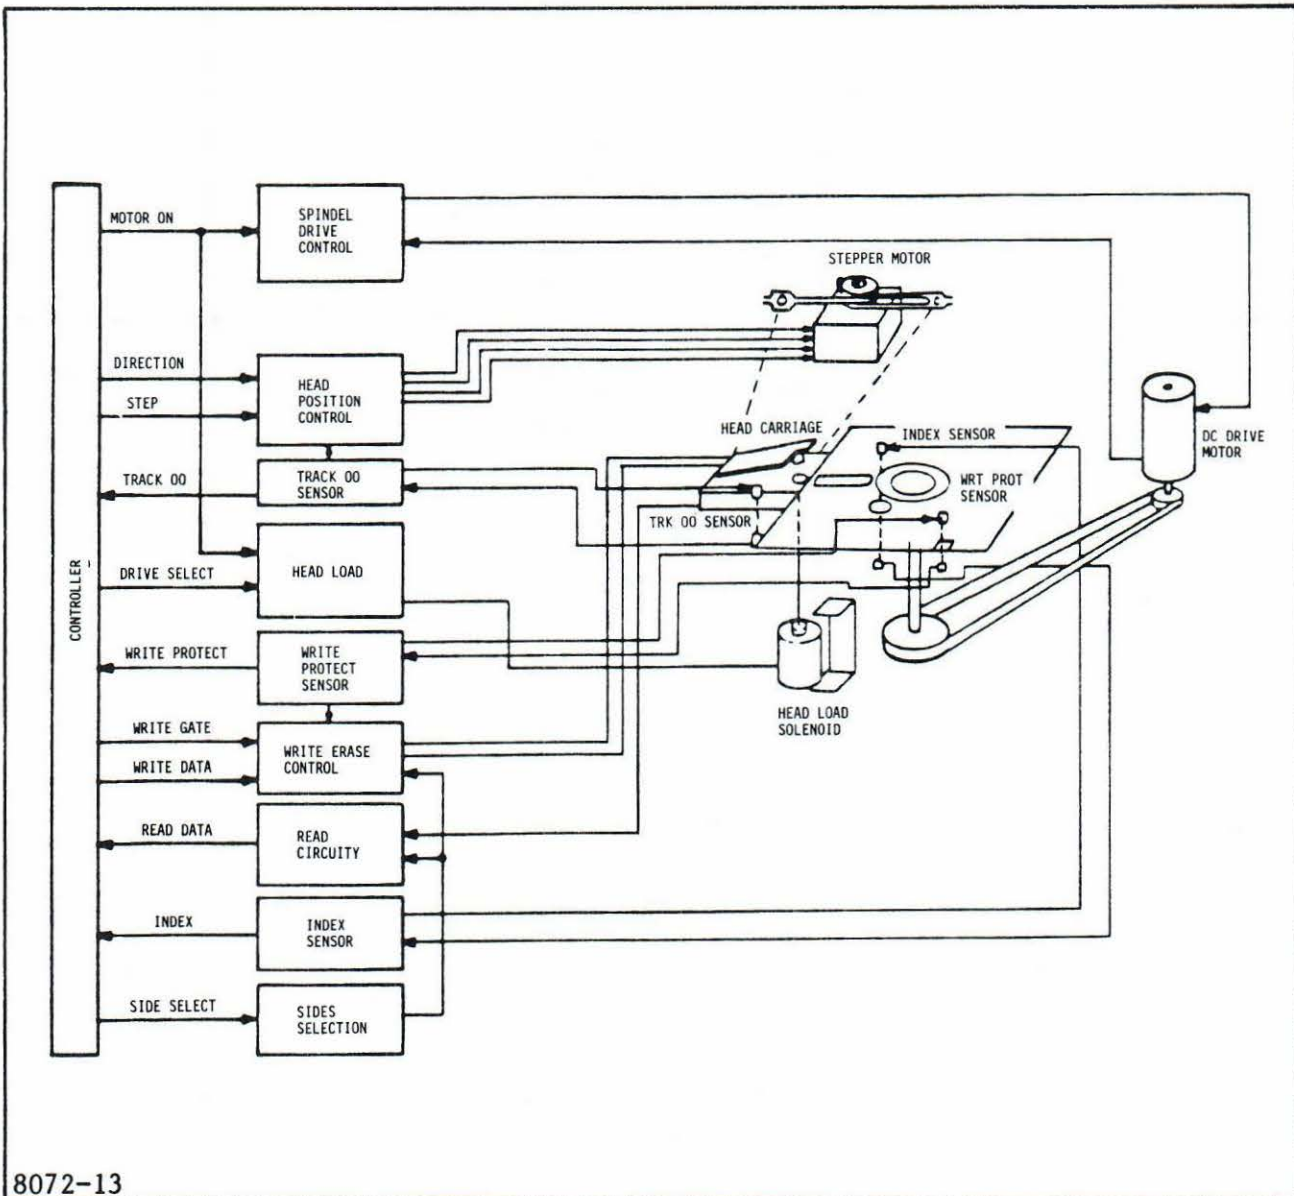 CONTROLLER
MOTOR ON
SPINDEL
DRIVE
CONTROL
STEPPER MOTOR
DIRECTION
STEP
HEAD
POSITION
CONTROL
DC DRIVE
MOTOR
HEAD CARRIAGE
INDEX SENSOR
TRACK OO
TRACK OO
SENSOR
WRT PROT
SENSOR
TRK OO SENSOR
DRIVE SELECT
HEAD LOAD
WRITE PROTECT
WRITE
PROTECT
SENSOR
HEAD LOAD
SOLENOID
WRITE GATE
WRITE DATA
WRITE ERASE
CONTROL
READ DATA
READ
CIRCUITY
INDEX
INDEX
SENSOR
SIDE SELECT
SIDES
SELECTION
8072-13